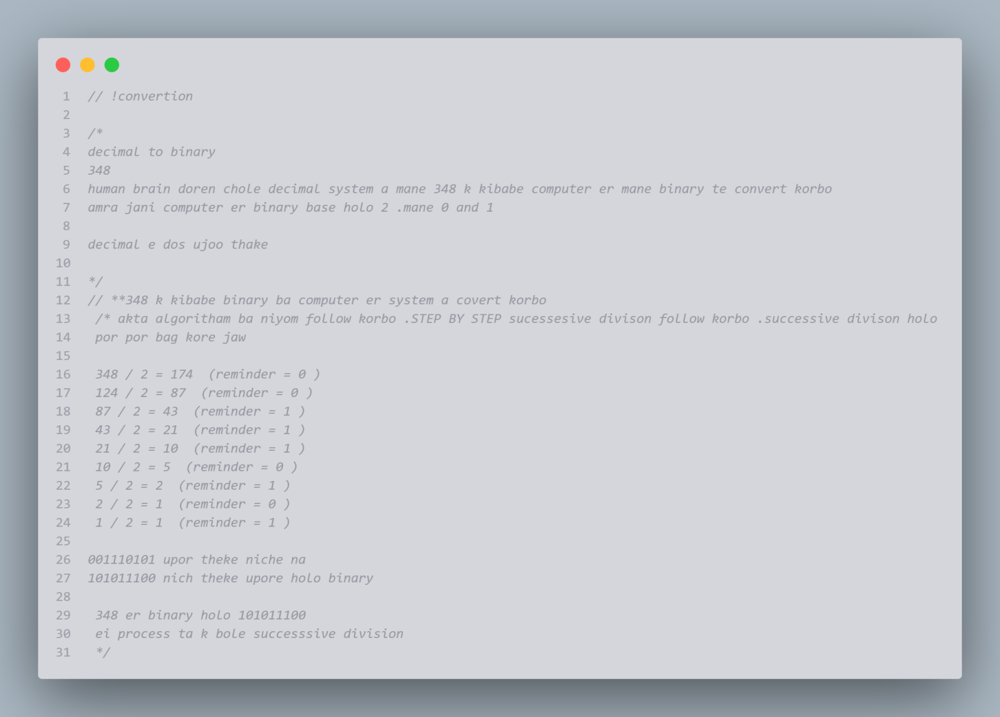 1 // !convertion
2
3 /*
4 decimal to binary
5 348
6 human brain doren chole decimal system a mane 348 k kibabe computer er mane binary te convert korbo
7 amra jani computer er binary base holo 2 .mane 0 and 1
8
9 decimal e dos ujoo thake
10
11 */
12 // **348 k kibabe binary ba computer er system a covert korbo
13  /* akta algoritham ba niyom follow korbo .STEP BY STEP sucessesive divison follow korbo .successive divison holo
14  por por bag kore jaw
15
16  348 / 2 = 174  (reminder = 0 )
17  124 / 2 = 87  (reminder = 0 )
18  87 / 2 = 43  (reminder = 1 )
19  43 / 2 = 21  (reminder = 1 )
20  21 / 2 = 10  (reminder = 1 )
21  10 / 2 = 5  (reminder = 0 )
22  5 / 2 = 2  (reminder = 1 )
23  2 / 2 = 1  (reminder = 0 )
24  1 / 2 = 1  (reminder = 1 )
25
26 001110101 upor theke niche na
27 101011100 nich theke upore holo binary
28
29  348 er binary holo 101011100
30  ei process ta k bole successsive division
31  */